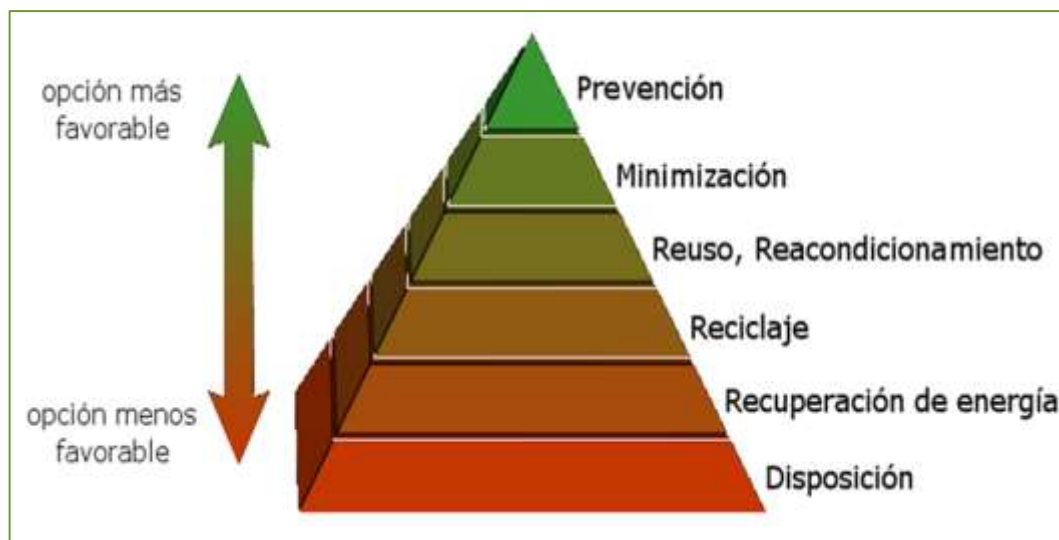 opción más
favorable
Prevención
Minimización
Reuso, Reacondicionamiento
Reciclaje
Recuperación de energía
opción menos
favorable
Disposición